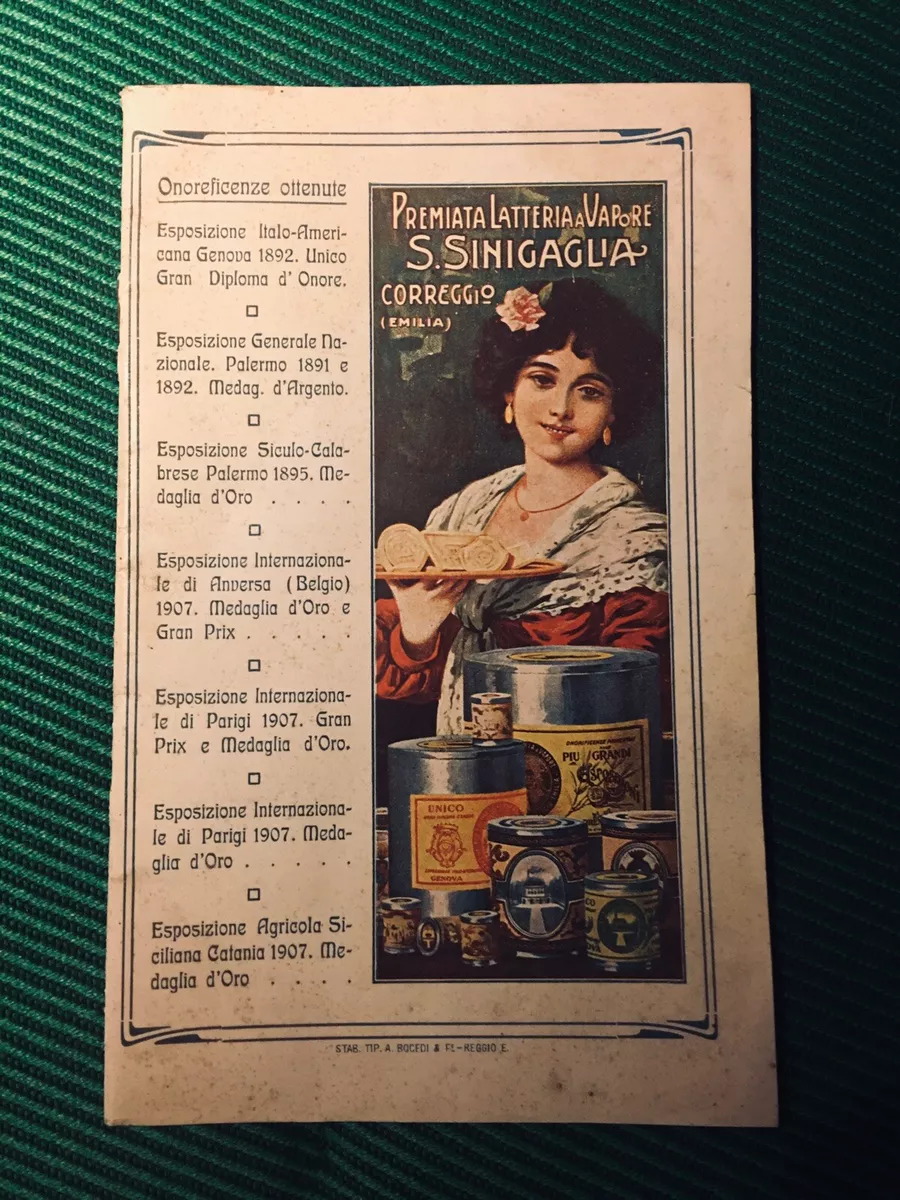 Onoreficenze ottenute
Esposizione Italo-Ameri-
cana Genova 1892. Unico
Gran Diploma d'Onore.
Esposizione Generale Na-
zionale. Palermo 1891 e
1892. Medag. d'Argento.
Esposizione Siculo-Cala-
brese Palermo 1895. Me-
daglia d'Oro . . . .
Esposizione Internaziona-
le di Anversa (Belgio)
1907. Medaglia d'Oro e
Gran Prix . . . . .
Esposizione Internaziona-
le di Parigi 1907. Gran
Prix e Medaglia d'Oro.
Esposizione Internaziona-
le di Parigi 1907. Meda-
glia d'Oro . . . . .
Esposizione Agricola Si-
ciliana Catania 1907. Me-
daglia d'Oro . . . .
PREMIATA LATTERIA A VAPORE
S. SINIGAGLIA
CORREGGIO
(EMILIA)
PIU GRANDI
UNICO
GENOVA
STAB. TIP. A. BOCEDI & F.I - REGGIO E.